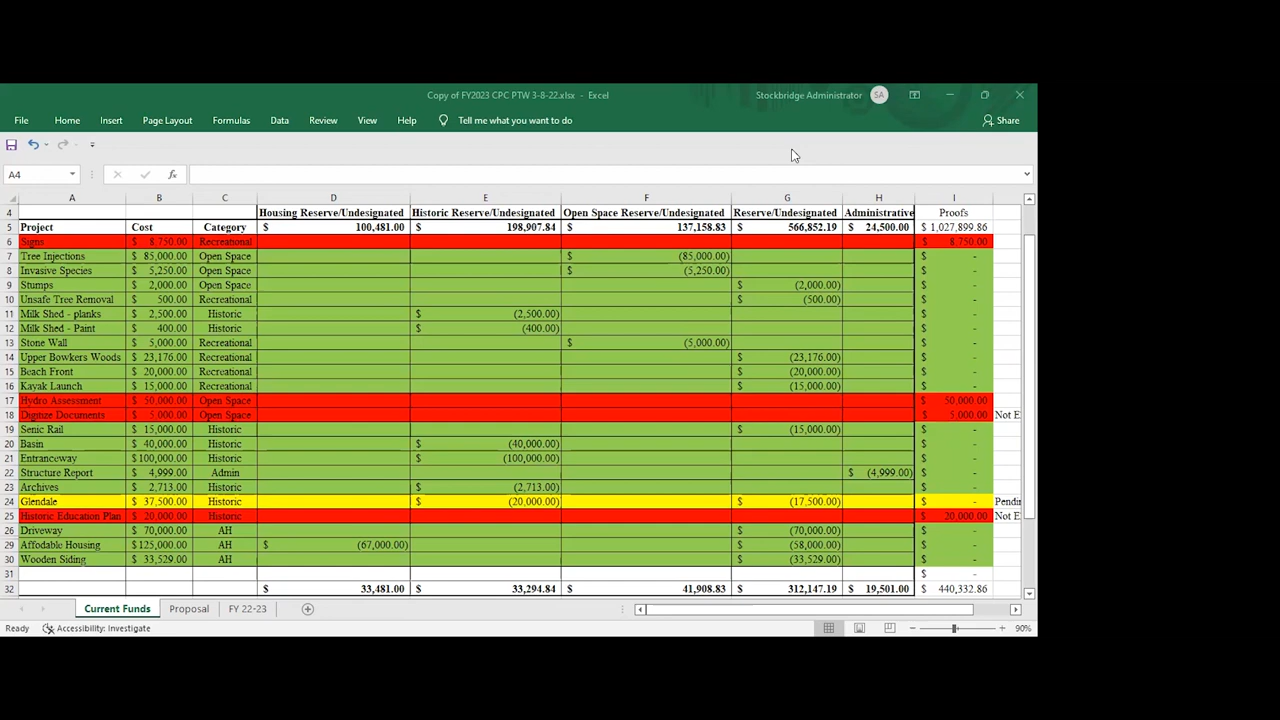 Copy of FY2023 CPC PTW 3-8-22.xlsx - Excel Stockbridge Administrator SA
File Home Insert Page Layout Formulas Data Review View Help Tell me what you want to do Share
A4 fx
A B C D E F G H I
4 Housing Reserve/Undesignated Historic Reserve/Undesignated Open Space Reserve/Undesignated Reserve/Undesignated Administrative Proofs
5 Project Cost Category $ 100,481.00 $ 198,907.84 $ 137,158.83 $ 566,852.19 $ 24,500.00 $ 1,027,899.86
6 Signs $ 8,750.00 Recreational $ 8,750.00
7 Tree Injections $ 85,000.00 Open Space $ (85,000.00) $ -
8 Invasive Species $ 5,250.00 Open Space $ (5,250.00) $ -
9 Stumps $ 2,000.00 Open Space $ (2,000.00) $ -
10 Unsafe Tree Removal $ 500.00 Recreational $ (500.00) $ -
11 Milk Shed - planks $ 2,500.00 Historic $ (2,500.00) $ -
12 Milk Shed - Paint $ 400.00 Historic $ (400.00) $ -
13 Stone Wall $ 5,000.00 Recreational $ (5,000.00) $ -
14 Upper Bowkers Woods $ 23,176.00 Recreational $ (23,176.00) $ -
15 Beach Front $ 20,000.00 Recreational $ (20,000.00) $ -
16 Kayak Launch $ 15,000.00 Recreational $ (15,000.00) $ -
17 Hydro Assessment $ 50,000.00 Open Space $ 50,000.00
18 Digitize Documents $ 5,000.00 Open Space $ 5,000.00 Not E
19 Senic Rail $ 15,000.00 Historic $ (15,000.00) $ -
20 Basin $ 40,000.00 Historic $ (40,000.00) $ -
21 Entranceway $100,000.00 Historic $ (100,000.00) $ -
22 Structure Report $ 4,999.00 Admin $ (4,999.00) $ -
23 Archives $ 2,713.00 Historic $ (2,713.00) $ -
24 Glendale $ 37,500.00 Historic $ (20,000.00) $ (17,500.00) $ - Pendin
25 Historic Education Plan $ 20,000.00 Historic $ 20,000.00 Not E
26 Driveway $ 70,000.00 AH $ (70,000.00) $ -
29 Affodable Housing $125,000.00 AH $ (67,000.00) $ (58,000.00) $ -
30 Wooden Siding $ 33,529.00 AH $ (33,529.00) $ -
31 $ -
32 $ 33,481.00 $ 33,294.84 $ 41,908.83 $ 312,147.19 $ 19,501.00 $ 440,332.86
Current Funds Proposal FY 22-23
Ready Accessibility: Investigate 90%